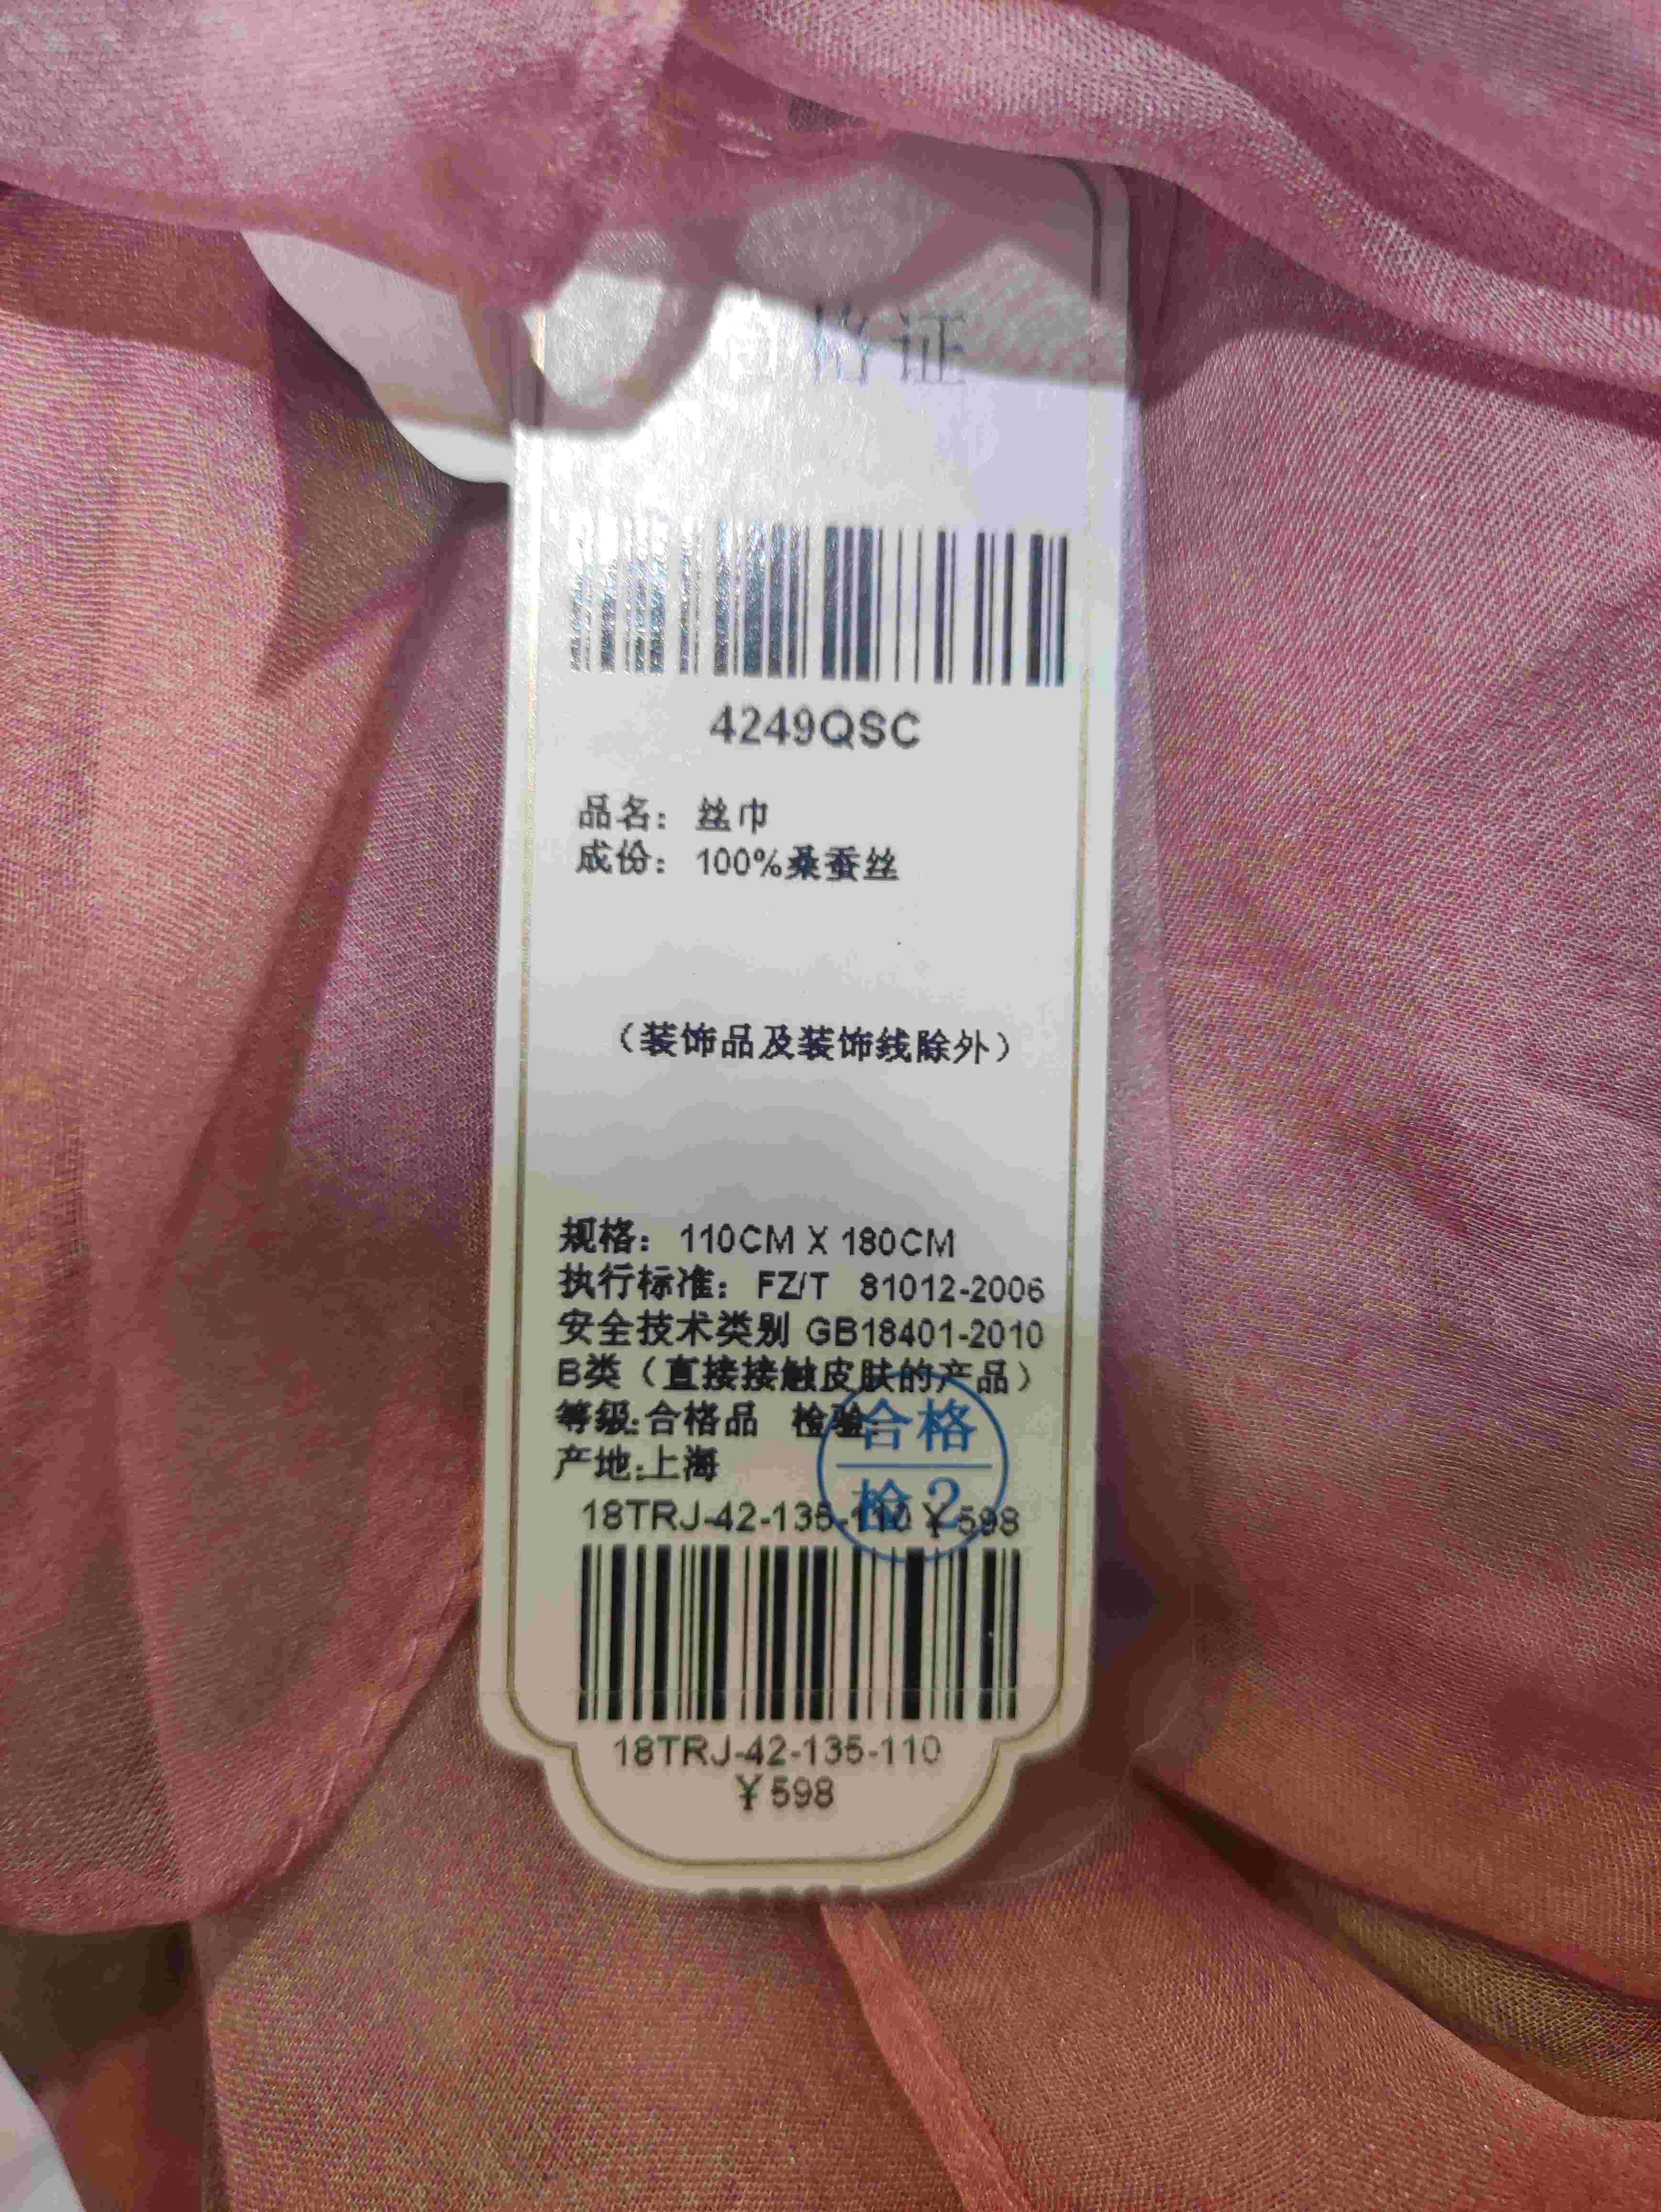 合格证
4249QSC
品名：丝巾
成份：100%桑蚕丝
（装饰品及装饰线除外）
规格：110CM X 180CM
执行标准：FZ/T 81012-2006
安全技术类别 GB18401-2010
B类（直接接触皮肤的产品）
等级:合格品 检验:
合格
检2
产地:上海
18TRJ-42-135-110 ¥598
18TRJ-42-135-110
¥598